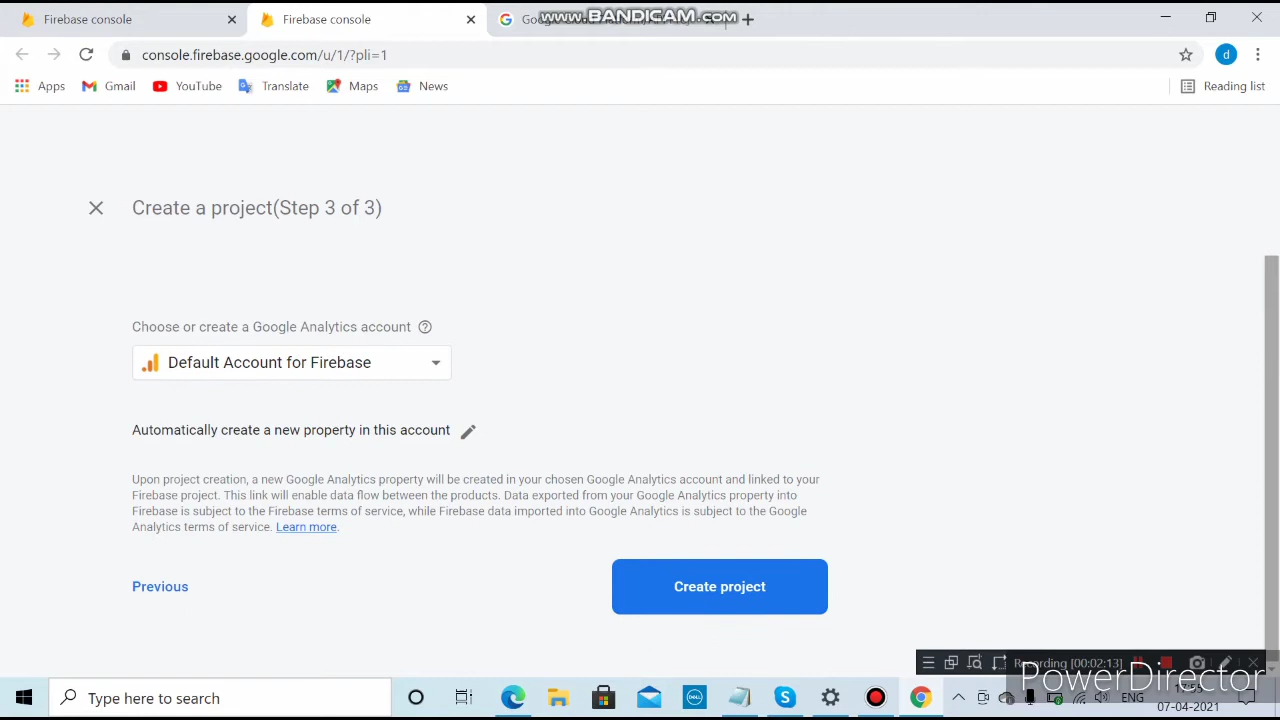 Firebase console
Firebase console
www.BANDICAM.com
console.firebase.google.com/u/1/?pli=1
d
Apps
Gmail
YouTube
Translate
Maps
News
Reading list
Create a project(Step 3 of 3)
Choose or create a Google Analytics account
Default Account for Firebase
Automatically create a new property in this account
Upon project creation, a new Google Analytics property will be created in your chosen Google Analytics account and linked to your
Firebase project. This link will enable data flow between the products. Data exported from your Google Analytics property into
Firebase is subject to the Firebase terms of service, while Firebase data imported into Google Analytics is subject to the Google
Analytics terms of service. Learn more.
Previous
Create project
Recording [00:02:13]
PowerDirector
Type here to search
DELL
ENG
07-04-2021